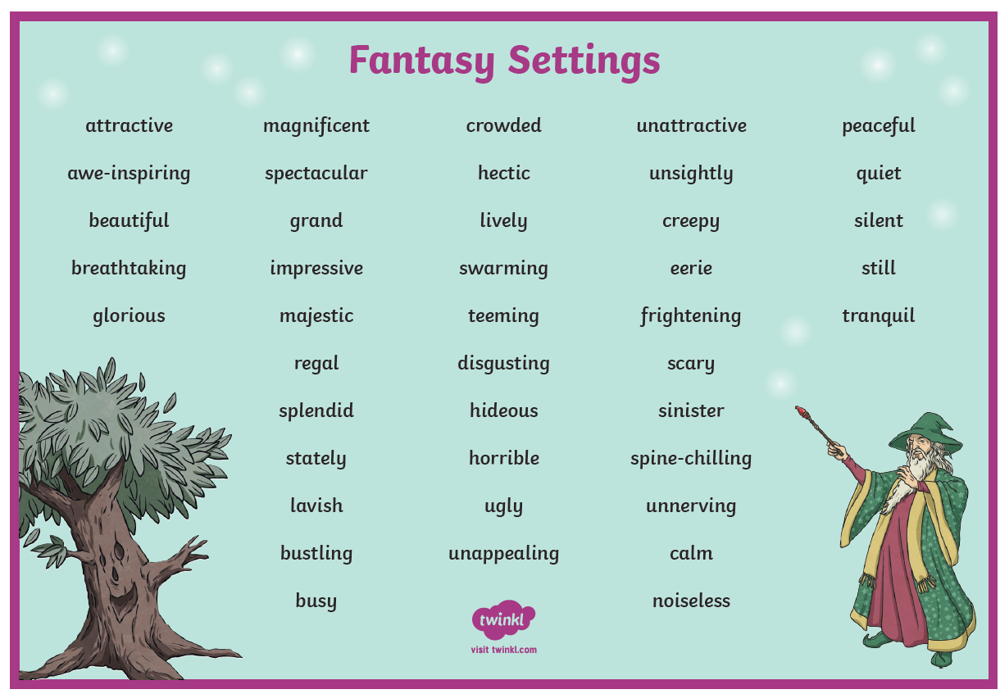 Fantasy Settings
attractive
awe-inspiring
beautiful
breathtaking
glorious
magnificent
spectacular
grand
impressive
majestic
regal
splendid
stately
lavish
bustling
busy
crowded
hectic
lively
swarming
teeming
disgusting
hideous
horrible
ugly
unappealing
unattractive
unsightly
creepy
eerie
frightening
scary
sinister
spine-chilling
unnerving
calm
noiseless
peaceful
quiet
silent
still
tranquil
twinkl
visit twinkl.com